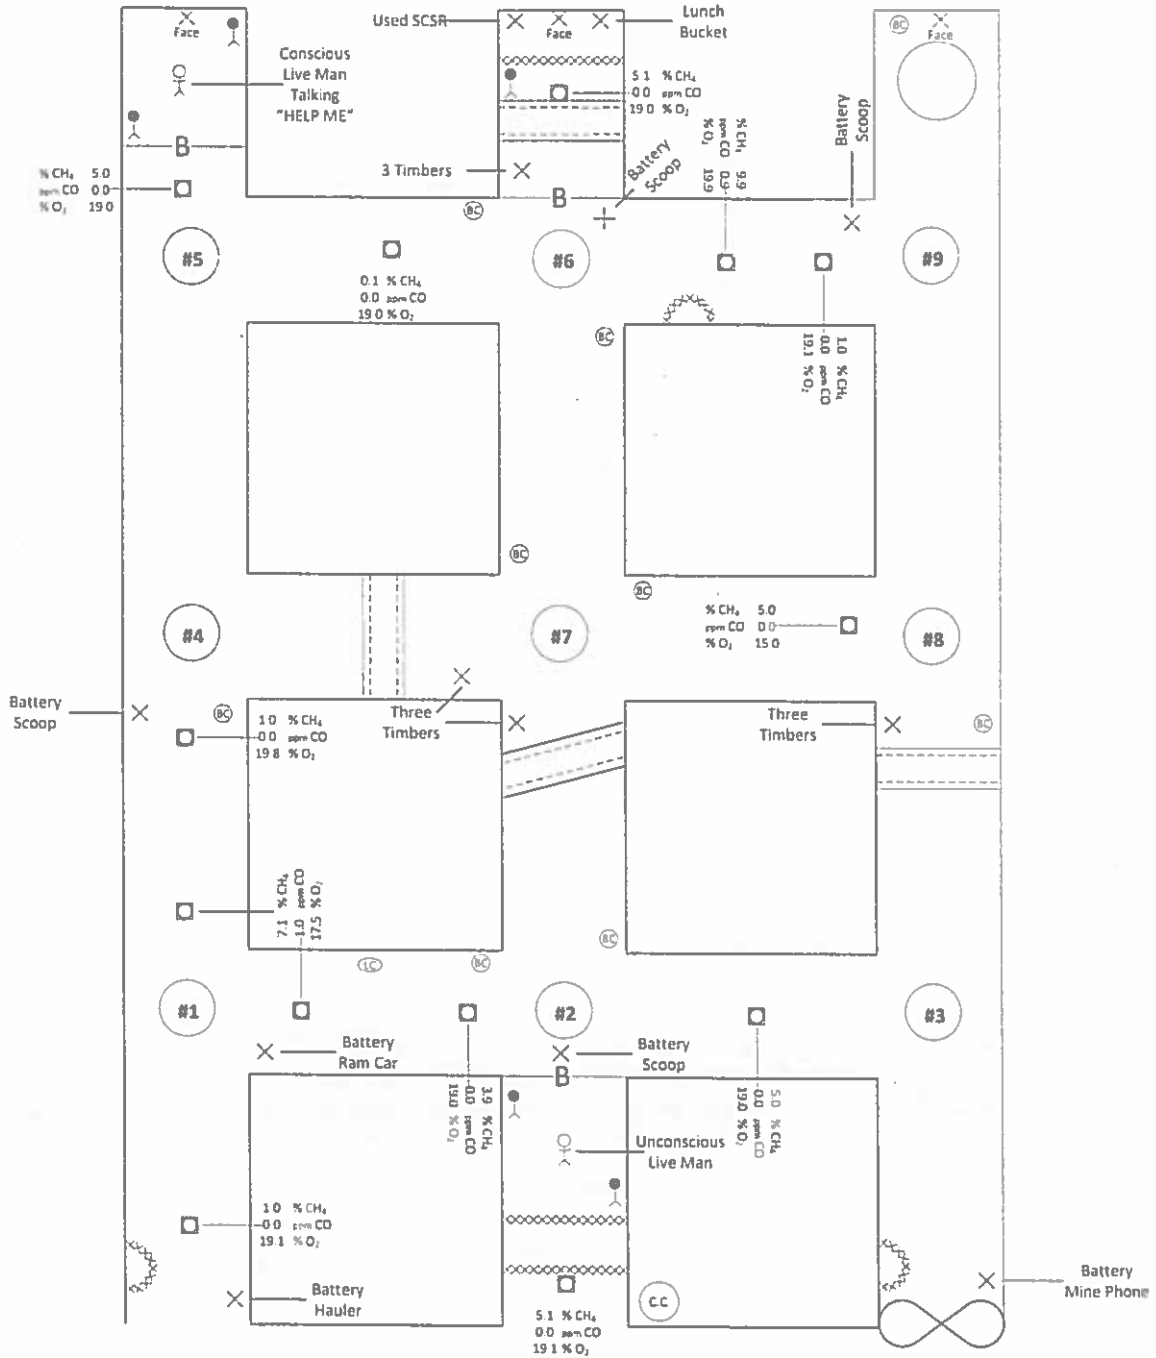 Face
Conscious
Live Man
Talking
"HELP ME"
B
% CH₄ 5.0
ppm CO 0.0
% O₂ 19.0
Used SCSR
Face
Lunch
Bucket
5.1 % CH₄
0.0 ppm CO
19.0 % O₂
3 Timbers
B
Battery
Scoop
% CH₄ 9.9
ppm CO 0.9
% O₂ 19.9
Battery
Scoop
BC
Face
BC
#5
#6
#9
0.1 % CH₄
0.0 ppm CO
19.0 % O₂
BC
1.0 % CH₄
0.0 ppm CO
19.1 % O₂
BC
BC
#4
#7
#8
% CH₄ 5.0
ppm CO 0.0
% O₂ 15.0
Battery
Scoop
BC
1.0 % CH₄
0.0 ppm CO
19.8 % O₂
Three
Timbers
Three
Timbers
BC
7.1 % CH₄
1.0 ppm CO
17.5 % O₂
LC
BC
BC
#1
#2
#3
Battery
Ram Car
Battery
Scoop
B
3.9 % CH₄
0.0 ppm CO
19.0 % O₂
5.0 % CH₄
0.0 ppm CO
19.0 % O₂
Unconscious
Live Man
1.0 % CH₄
0.0 ppm CO
19.1 % O₂
Battery
Hauler
5.1 % CH₄
0.0 ppm CO
19.1 % O₂
CC
Battery
Mine Phone